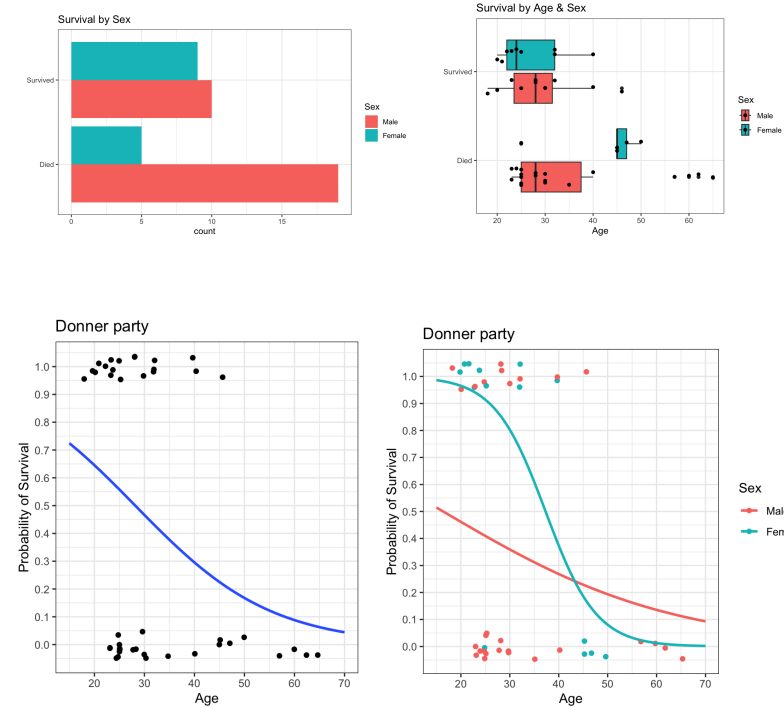 Survival by Sex
Survived
Died
0 5 10 15
count
Sex
Male
Female
Survival by Age & Sex
Survived
Died
20 30 40 50 60
Age
Sex
Male
Female
Donner party
Probability of Survival
1.0
0.9
0.8
0.7
0.6
0.5
0.4
0.3
0.2
0.1
0.0
20 30 40 50 60 70
Age
Donner party
Probability of Survival
1.0
0.9
0.8
0.7
0.6
0.5
0.4
0.3
0.2
0.1
0.0
20 30 40 50 60 70
Age
Sex
Mal
Fem